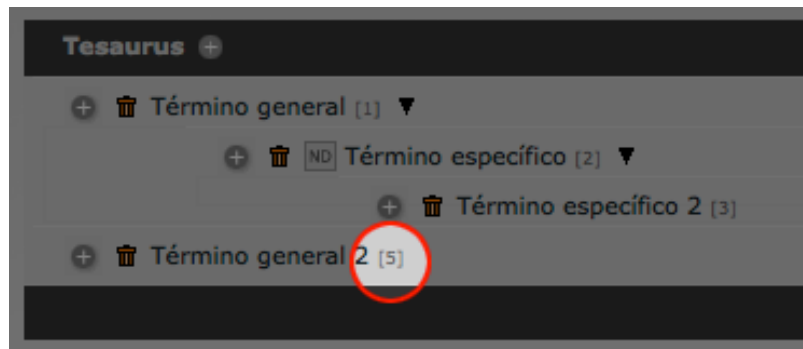 Tesaurus
Término general [1]
ND Término específico [2]
Término específico 2 [3]
Término general 2 [5]